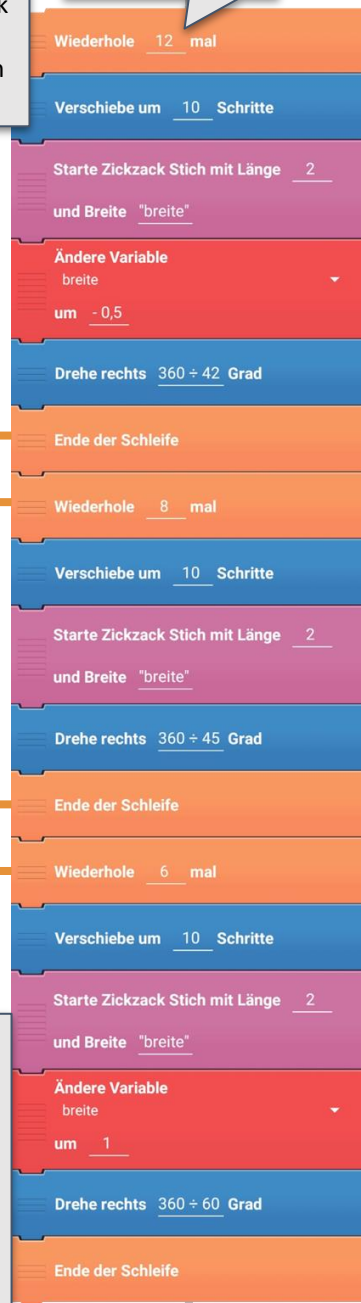 k
n
Wiederhole 12 mal
Verschiebe um 10 Schritte
Starte Zickzack Stich mit Länge 2
und Breite "breite"
Ändere Variable
breite
um - 0,5
Drehe rechts 360 ÷ 42 Grad
Ende der Schleife
Wiederhole 8 mal
Verschiebe um 10 Schritte
Starte Zickzack Stich mit Länge 2
und Breite "breite"
Drehe rechts 360 ÷ 45 Grad
Ende der Schleife
Wiederhole 6 mal
Verschiebe um 10 Schritte
Starte Zickzack Stich mit Länge 2
und Breite "breite"
Ändere Variable
breite
um 1
Drehe rechts 360 ÷ 60 Grad
Ende der Schleife